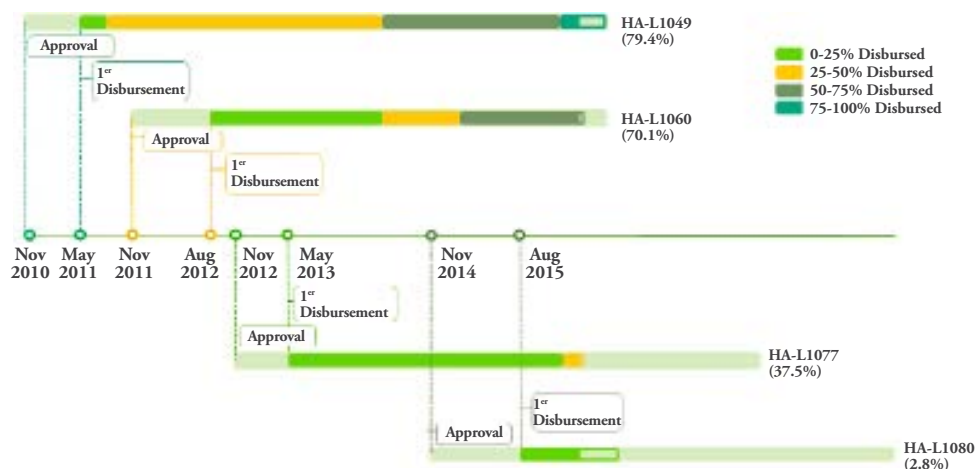 HA-L1049
(79.4%)
Approval
1er
Disbursement
0-25% Disbursed
25-50% Disbursed
50-75% Disbursed
75-100% Disbursed
HA-L1060
(70.1%)
Approval
1er
Disbursement
Nov
2010
May
2011
Nov
2011
Aug
2012
Nov
2012
May
2013
Nov
2014
Aug
2015
1er
Disbursement
Approval
HA-L1077
(37.5%)
1er
Disbursement
Approval
HA-L1080
(2.8%)